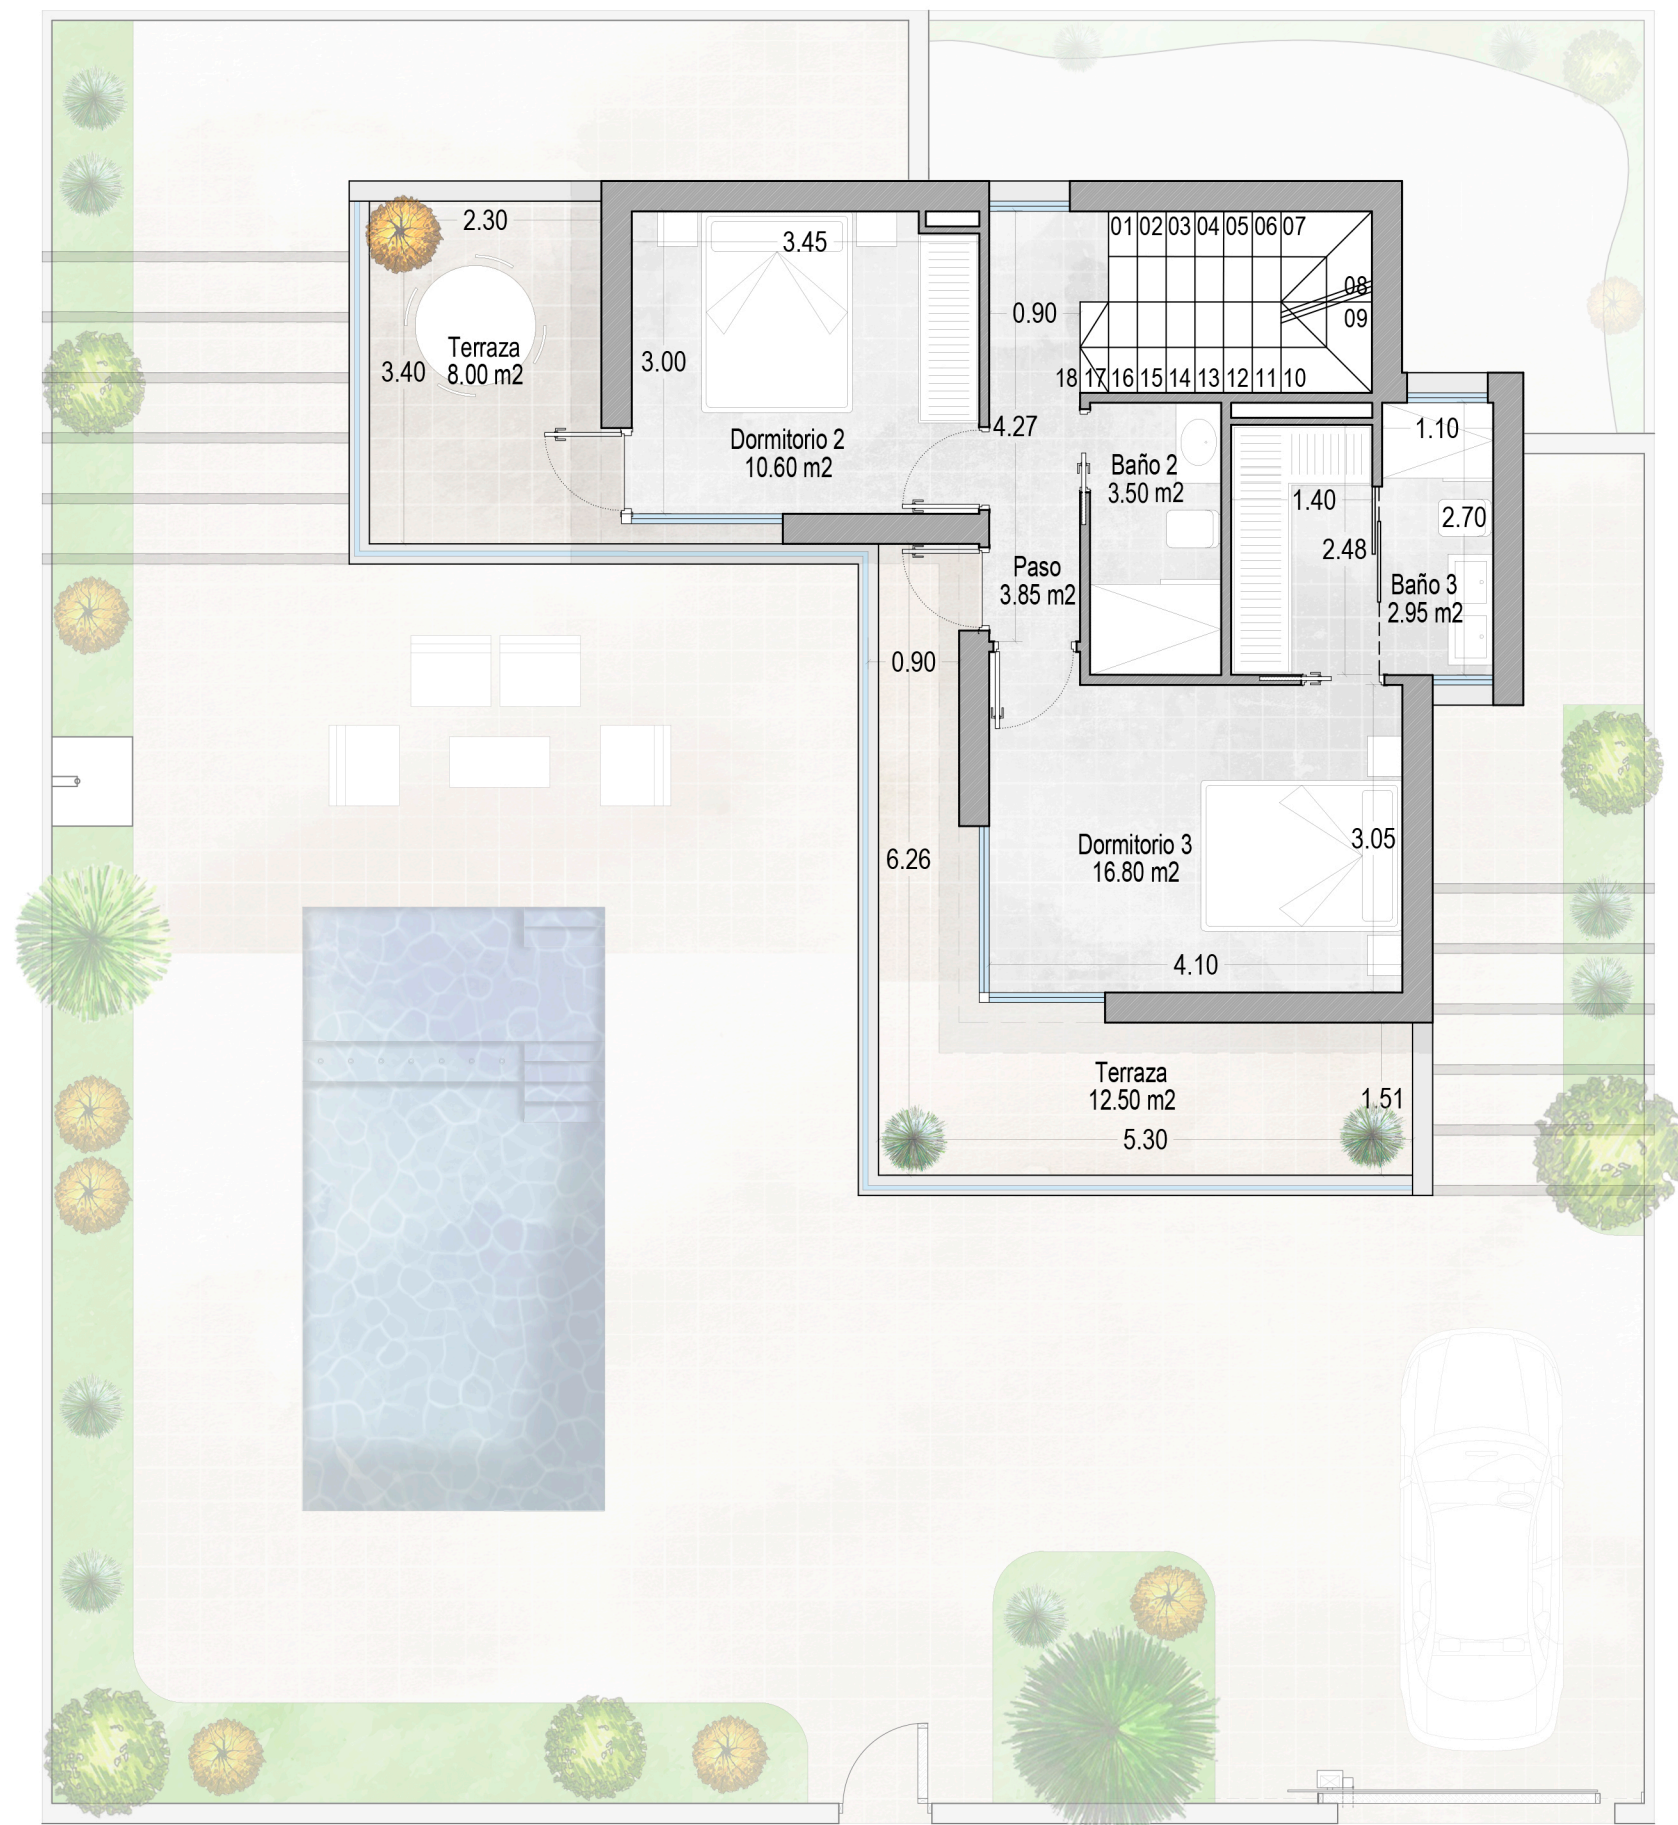 2.30
3.45
01 02 03 04 05 06 07
08
0.90
09
Terraza
8.00 m2
3.40
3.00
18 17 16 15 14 13 12 11 10
4.27
1.10
Dormitorio 2
10.60 m2
Baño 2
3.50 m2
1.40
2.70
2.48
Paso
3.85 m2
Baño 3
2.95 m2
0.90
6.26
Dormitorio 3
16.80 m2
3.05
4.10
Terraza
12.50 m2
1.51
5.30